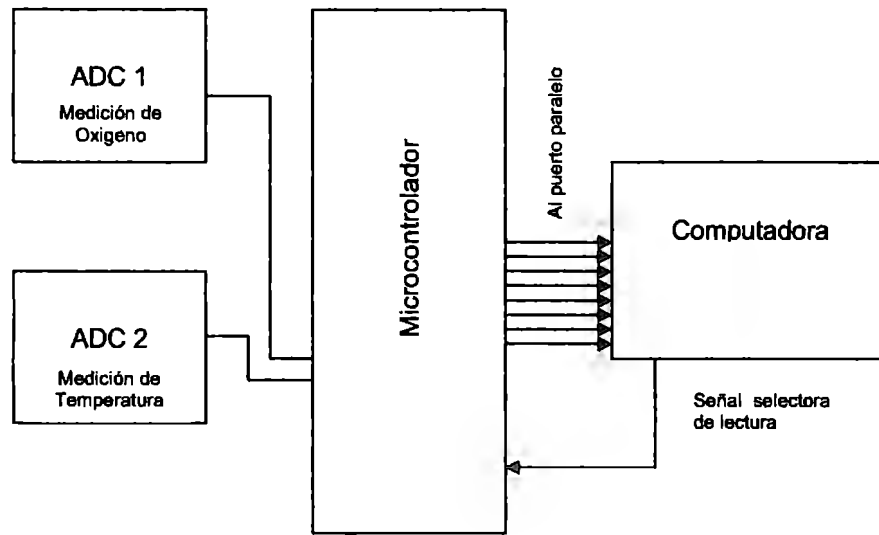 ADC 1
Medición de
Oxigeno
ADC 2
Medición de
Temperatura
Microcontrolador
Al puerto paralelo
Computadora
Señal selectora
de lectura